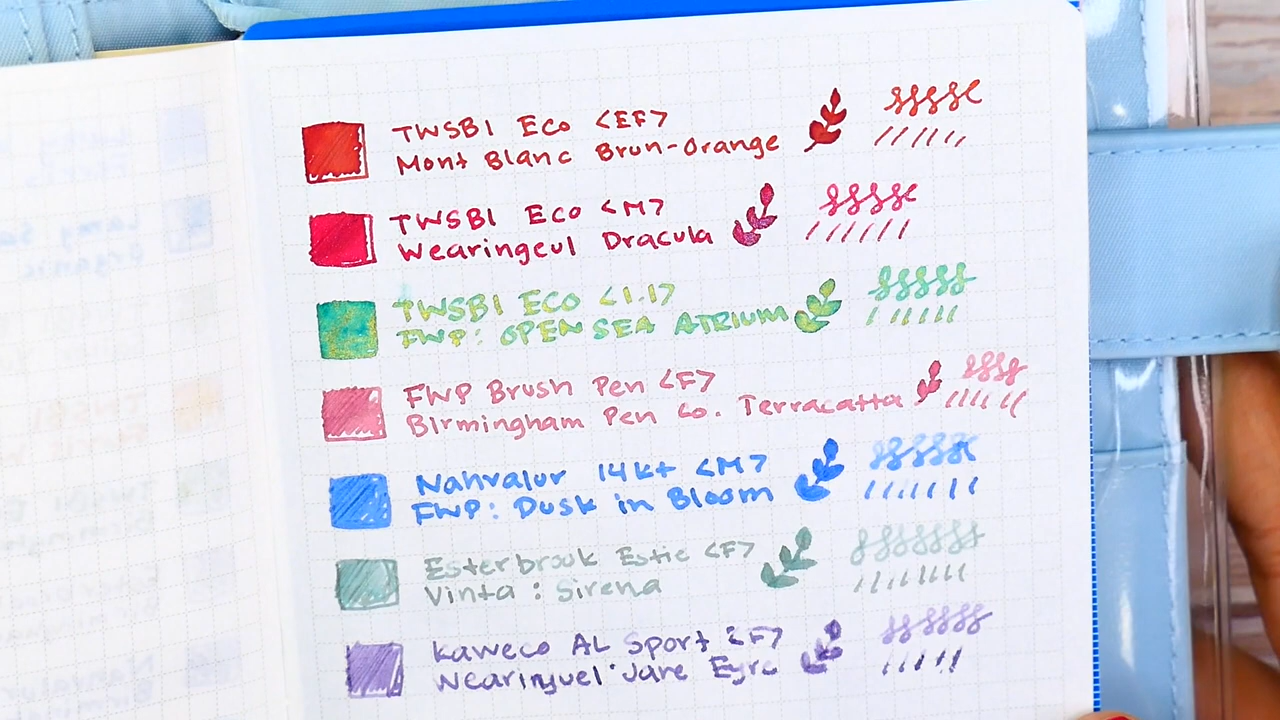 TWSBI Eco <EF>
Mont Blanc Brun-Orange
TWSBI Eco <M>
Wearingeul Dracula
TWSBI ECO <1.1>
FWP: OPEN SEA ATRIUM
FWP Brush Pen <F>
Birmingham Pen Co. Terracatta
Nahvalur 14kt <M>
FWP: Dusk in Bloom
Esterbrook Estie <F>
Vinta: Sirena
Kaweco AL Sport <F>
Wearinguel Jane Eyre